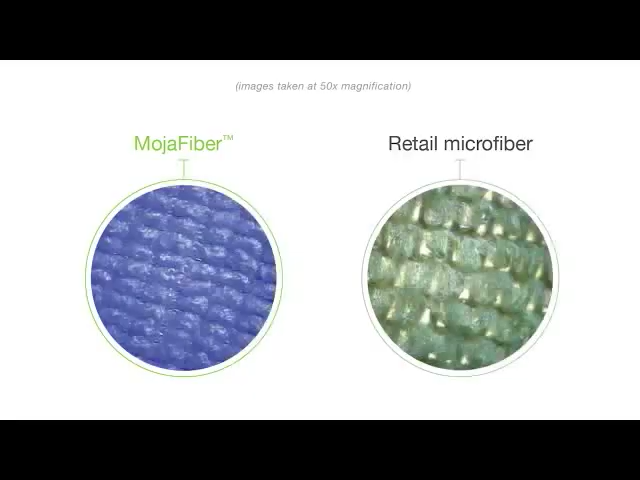 (images taken at 50x magnification)
MojaFiber™
Retail microfiber